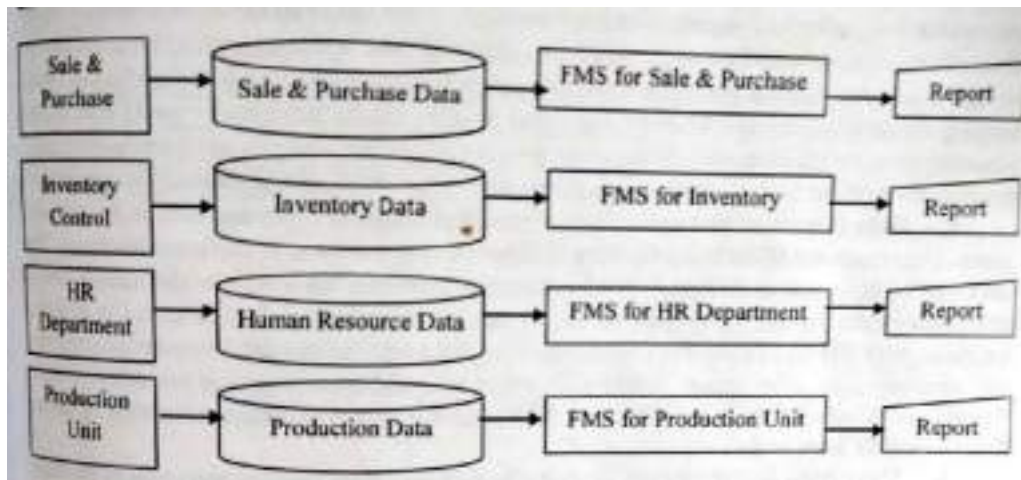 Sale &
Purchase
Sale & Purchase Data
FMS for Sale & Purchase
Report
Inventory
Control
Inventory Data
FMS for Inventory
Report
HR
Department
Human Resource Data
FMS for HR Department
Report
Production
Unit
Production Data
FMS for Production Unit
Report